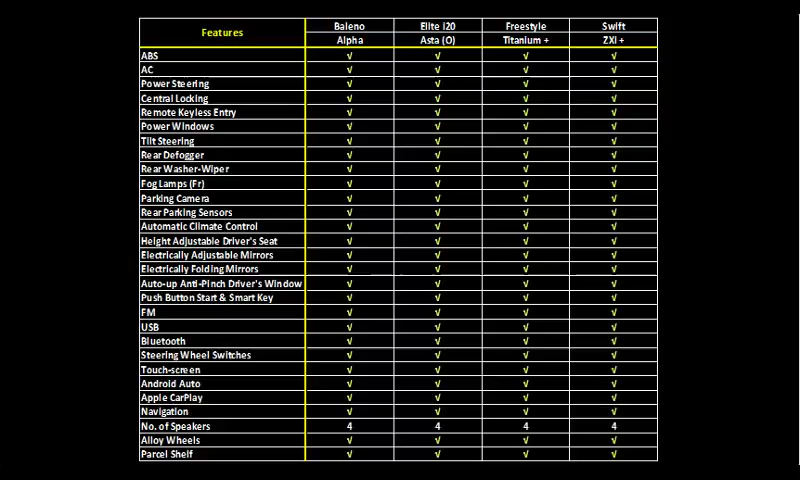 Features Baleno Elite i20 Freestyle Swift
Alpha Asta (O) Titanium + ZXi +
ABS √ √ √ √
AC √ √ √ √
Power Steering √ √ √ √
Central Locking √ √ √ √
Remote Keyless Entry √ √ √ √
Power Windows √ √ √ √
Tilt Steering √ √ √ √
Rear Defogger √ √ √ √
Rear Washer-Wiper √ √ √ √
Fog Lamps (Fr) √ √ √ √
Parking Camera √ √ √ √
Rear Parking Sensors √ √ √ √
Automatic Climate Control √ √ √ √
Height Adjustable Driver's Seat √ √ √ √
Electrically Adjustable Mirrors √ √ √ √
Electrically Folding Mirrors √ √ √ √
Auto-up Anti-Pinch Driver's Window √ √ √ √
Push Button Start & Smart Key √ √ √ √
FM √ √ √ √
USB √ √ √ √
Bluetooth √ √ √ √
Steering Wheel Switches √ √ √ √
Touch-screen √ √ √ √
Android Auto √ √ √ √
Apple CarPlay √ √ √ √
Navigation √ √ √ √
No. of Speakers 4 4 4 4
Alloy Wheels √ √ √ √
Parcel Shelf √ √ √ √